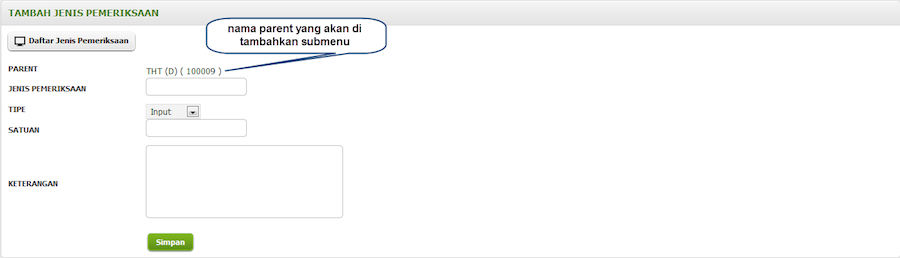 TAMBAH JENIS PEMERIKSAAN
nama parent yang akan di
tambahkan submenu
Daftar Jenis Pemeriksaan
PARENT
THT (D) ( 100009 )
JENIS PEMERIKSAAN
TIPE
Input
SATUAN
KETERANGAN
Simpan